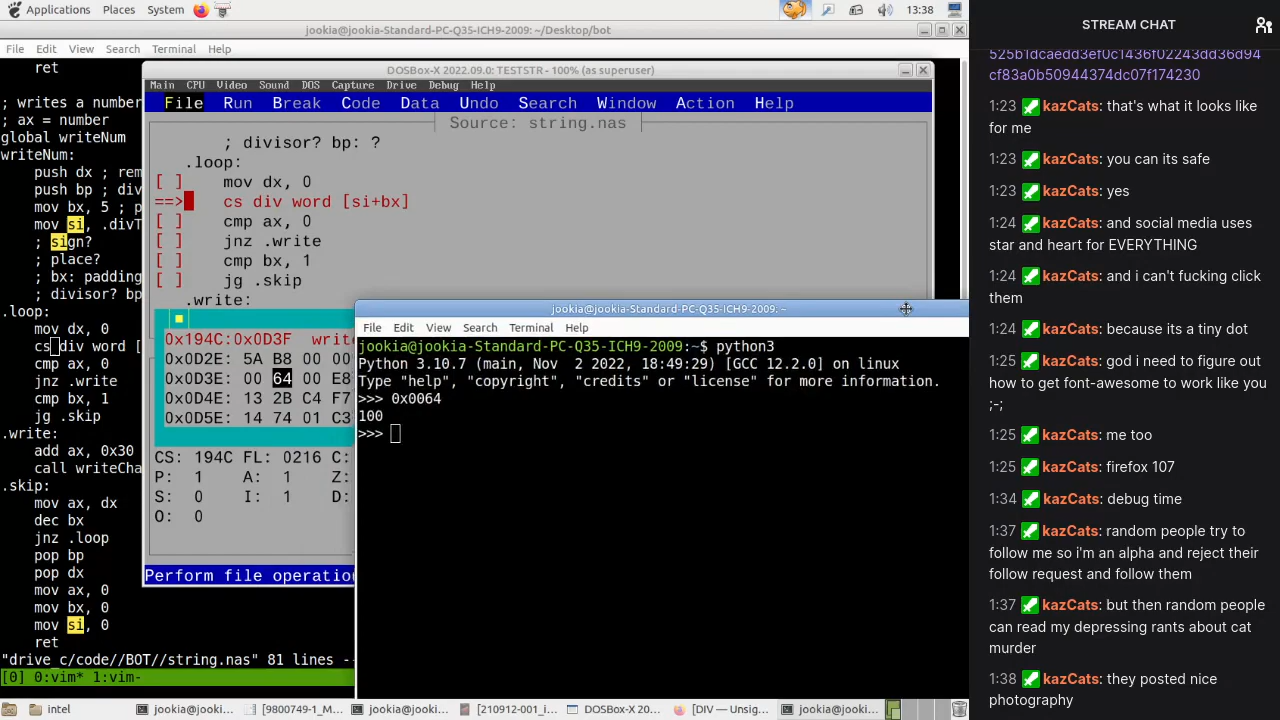 Applications Places System 13:38
jookia@jookia-Standard-PC-Q35-ICH9-2009: ~/Desktop/bot
File Edit View Search Terminal Help
ret
; writes a number
; ax = number
global writeNum
writeNum:
push dx ; rem
push bp ; div
mov bx, 5 ; p
mov si, .divT
; sign?
; place?
; bx: padding
; divisor? bp
.loop:
mov dx, 0
cs div word [
cmp ax, 0
jnz .write
cmp bx, 1
jg .skip
.write:
add ax, 0x30
call writeCha
.skip:
mov ax, dx
dec bx
jnz .loop
pop bp
pop dx
mov ax, 0
mov bx, 0
mov si, 0
ret
"drive_c/code//BOT//string.nas" 81 lines --
[0] 0:vim* 1:vim-
DOSBox-X 2022.09.0: TESTSTR - 100% (as superuser)
Main CPU Video Sound DOS Capture Drive Debug Help
File Run Break Code Data Undo Search Window Action Help
Source: string.nas
; divisor? bp: ?
.loop:
[ ] mov dx, 0
==> cs div word [si+bx]
[ ] cmp ax, 0
[ ] jnz .write
[ ] cmp bx, 1
[ ] jg .skip
.write:
0x194C:0x0D3F writ
0x0D2E: 5A B8 00 00
0x0D3E: 00 64 00 E8
0x0D4E: 13 2B C4 F7
0x0D5E: 14 74 01 C3
CS: 194C FL: 0216 C:
P: 1 A: 1 Z:
S: 0 I: 1 D:
O: 0
Perform file operatio
jookia@jookia-Standard-PC-Q35-ICH9-2009: ~
File Edit View Search Terminal Help
jookia@jookia-Standard-PC-Q35-ICH9-2009:~$ python3
Python 3.10.7 (main, Nov 2 2022, 18:49:29) [GCC 12.2.0] on linux
Type "help", "copyright", "credits" or "license" for more information.
>>> 0x0064
100
>>>
intel jookia@jookia-... [9800749-1_M... jookia@jookia-... [210912-001_i... DOSBox-X 20... [DIV — Unsig... jookia@jookia-...
STREAM CHAT
525b1dcaedd3ef0c1436f02243dd36d94
cf83a0b50944374dc07f174230
1:23 kazCats: that's what it looks like
for me
1:23 kazCats: you can its safe
1:23 kazCats: yes
1:24 kazCats: and social media uses
star and heart for EVERYTHING
1:24 kazCats: and i can't fucking click
them
1:24 kazCats: because its a tiny dot
1:25 kazCats: god i need to figure out
how to get font-awesome to work like you
;-;
1:25 kazCats: me too
1:25 kazCats: firefox 107
1:34 kazCats: debug time
1:37 kazCats: random people try to
follow me so i'm an alpha and reject their
follow request and follow them
1:37 kazCats: but then random people
can read my depressing rants about cat
murder
1:38 kazCats: they posted nice
photography